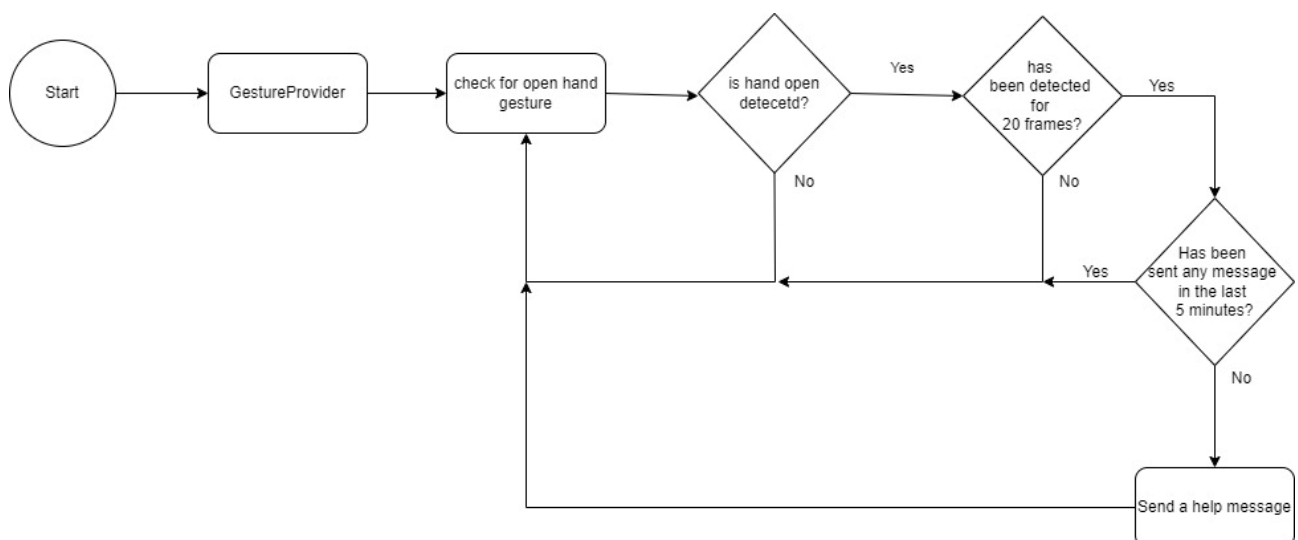 Start
GestureProvider
check for open hand
gesture
is hand open
detecetd?
Yes
No
has
been detected
for
20 frames?
Yes
No
Has been
sent any message
in the last
5 minutes?
Yes
No
Send a help message